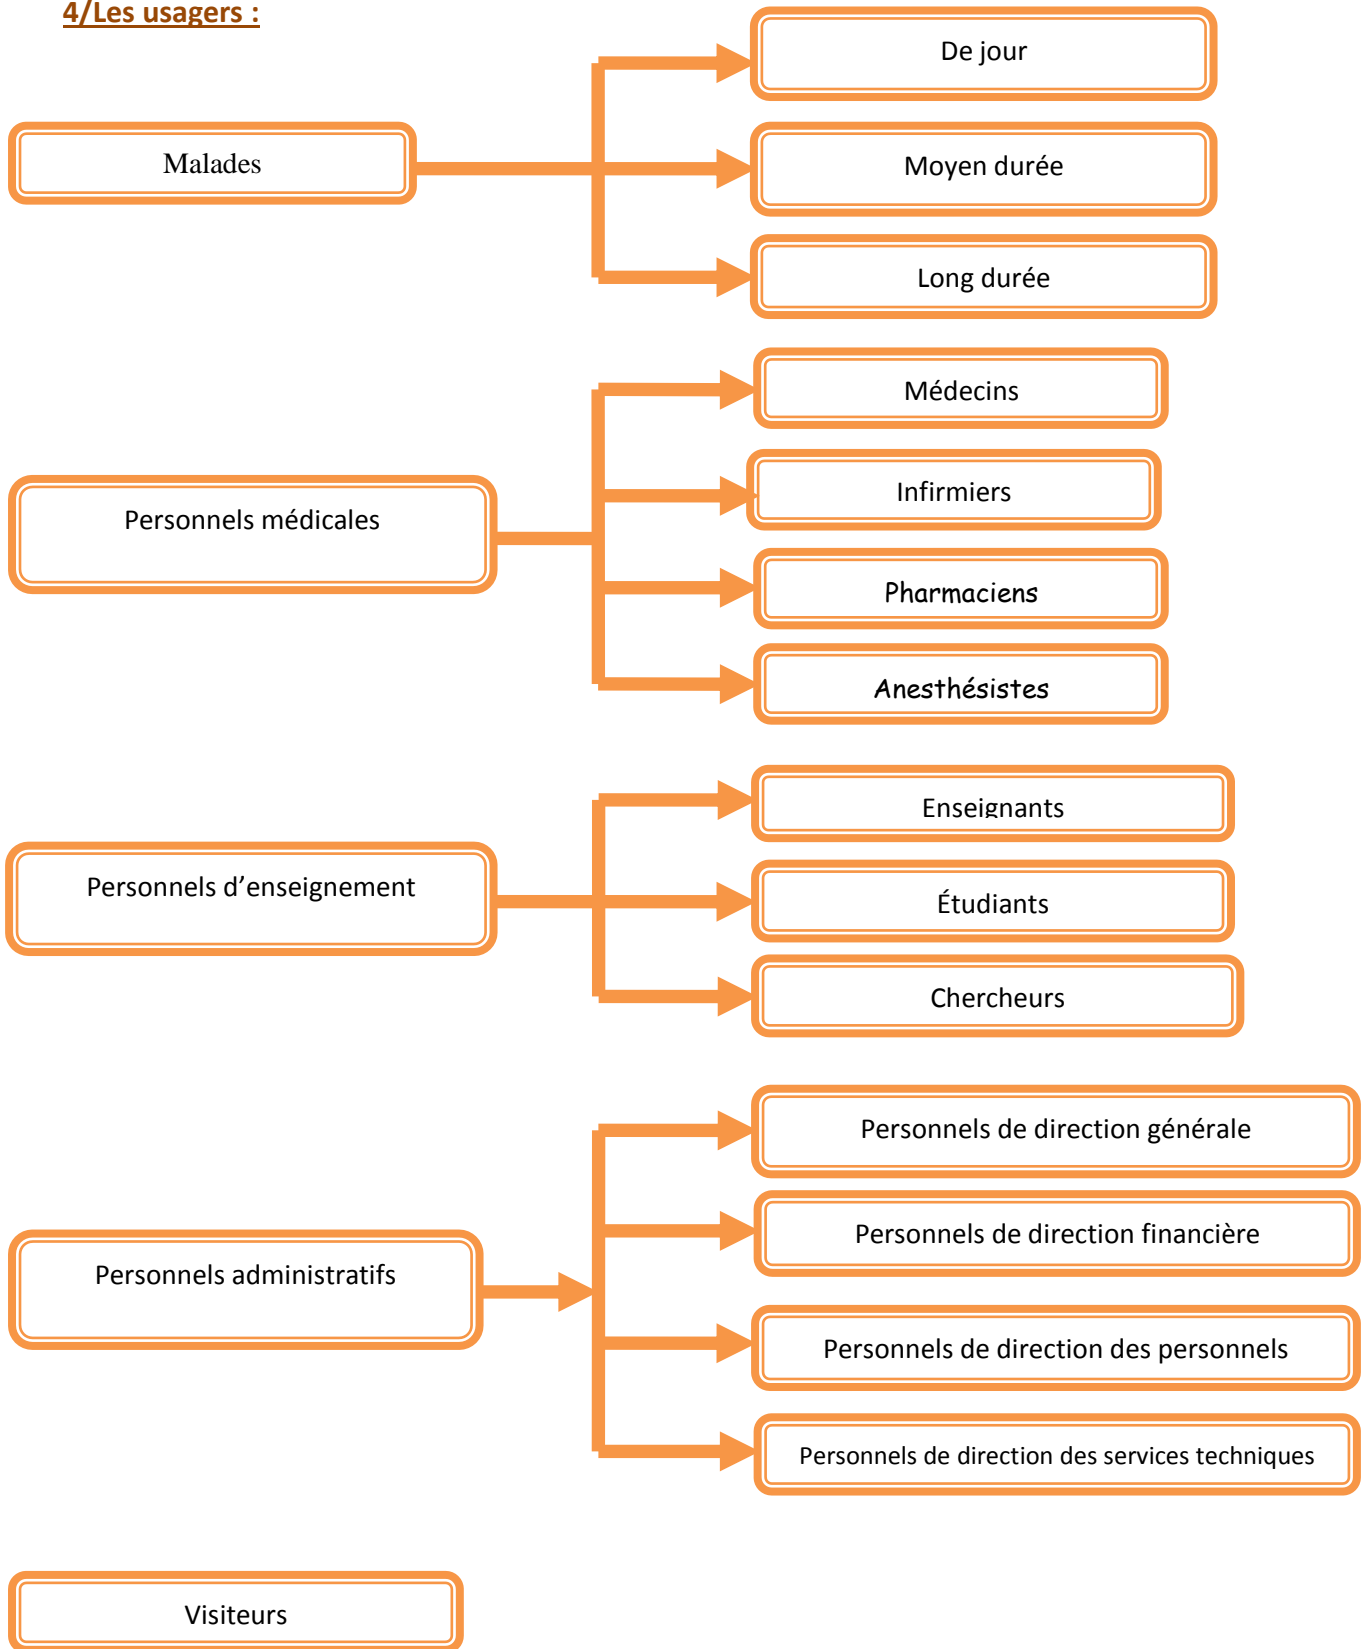 4/Les usagers :
De jour
Malades
Moyen durée
Long durée
Médecins
Personnels médicales
Infirmiers
Pharmaciens
Anesthésistes
Enseignants
Personnels d’enseignement
Étudiants
Chercheurs
Personnels de direction générale
Personnels administratifs
Personnels de direction financière
Personnels de direction des personnels
Personnels de direction des services techniques
Visiteurs